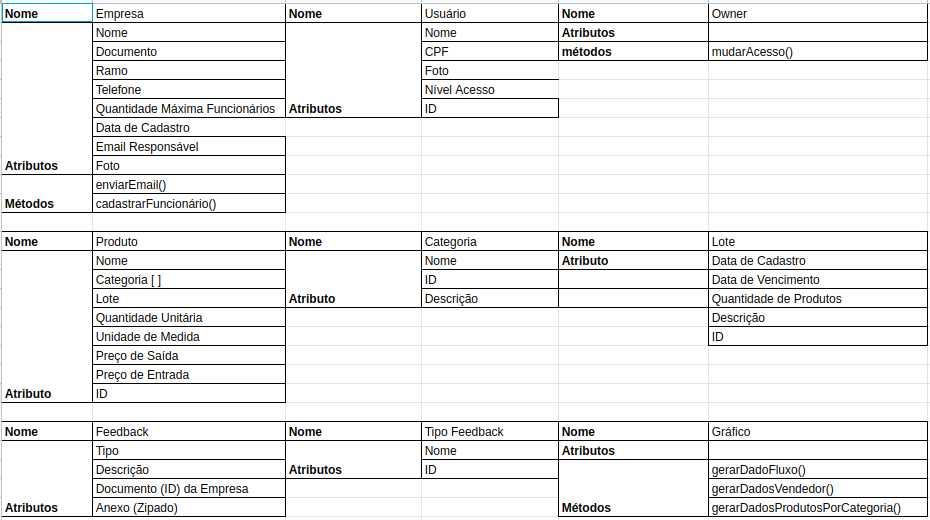 Nome Empresa Nome Usuário Nome Owner
Nome Nome Atributos
Documento CPF métodos mudarAcesso()
Ramo Foto
Telefone Nível Acesso
Quantidade Máxima Funcionários Atributos ID
Data de Cadastro
Email Responsável
Atributos Foto
enviarEmail()
Métodos cadastrarFuncionário()
Nome Produto Nome Categoria Nome Lote
Nome Nome Atributo Data de Cadastro
Categoria [ ] ID Data de Vencimento
Lote Atributo Descrição Quantidade de Produtos
Quantidade Unitária Descrição
Unidade de Medida ID
Preço de Saída
Preço de Entrada
Atributo ID
Nome Feedback Nome Tipo Feedback Nome Gráfico
Tipo Nome Atributos
Descrição Atributos ID gerarDadoFluxo()
Documento (ID) da Empresa gerarDadosVendedor()
Atributos Anexo (Zipado) Métodos gerarDadosProdutosPorCategoria()